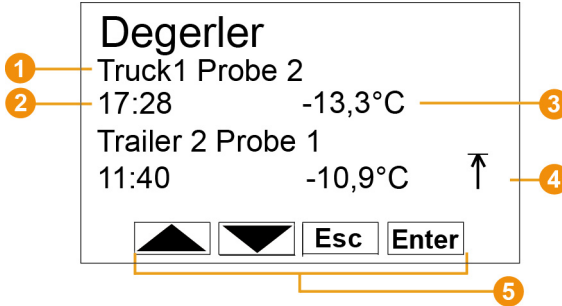 Degerler
1 Truck1 Probe 2
2 17:28 -13,3°C 3
Trailer 2 Probe 1
11:40 -10,9°C 4
Esc Enter
5